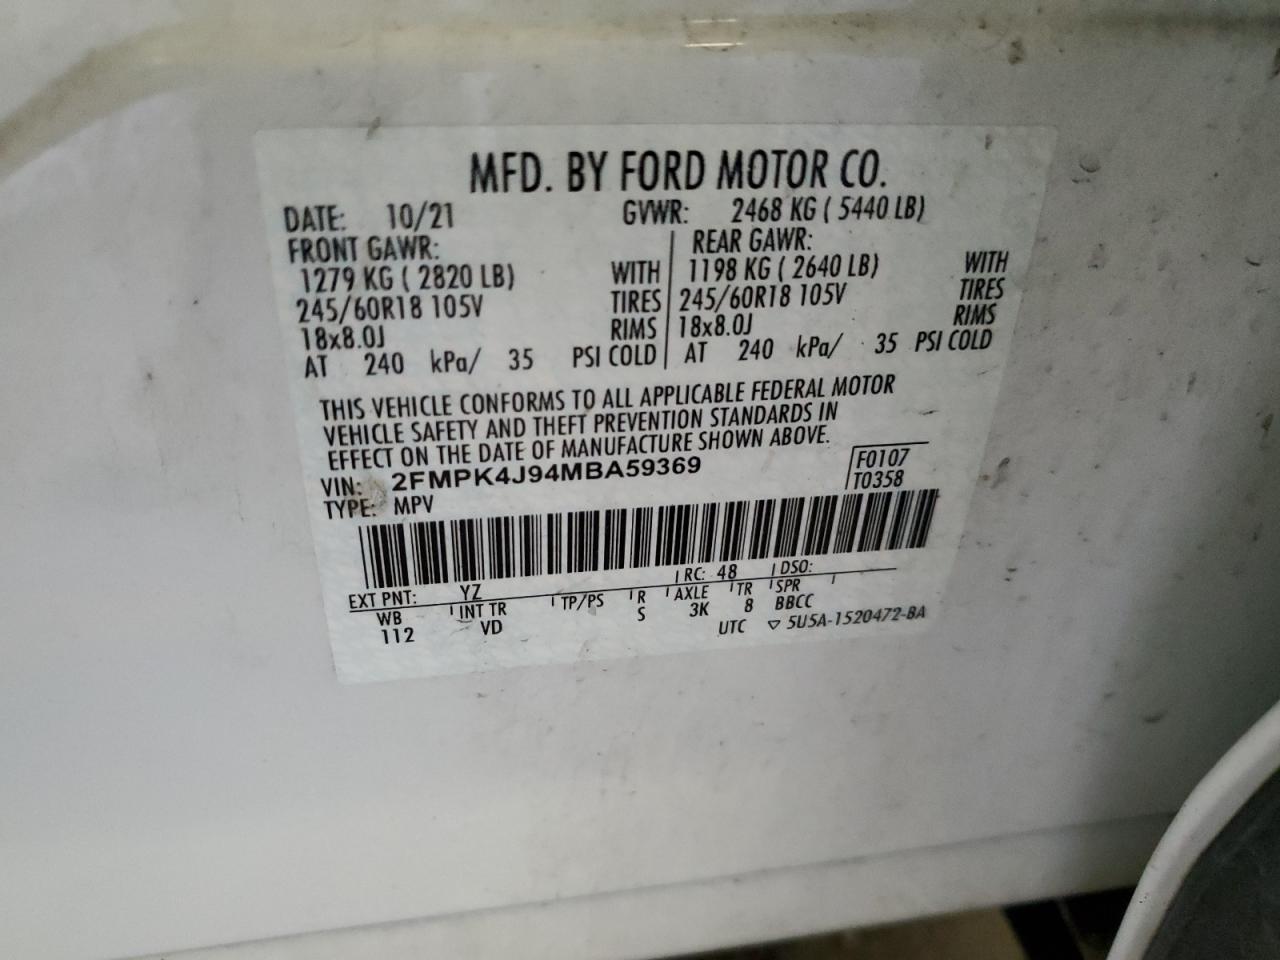 MFD. BY FORD MOTOR CO.
DATE: 10/21 GVWR: 2468 KG ( 5440 LB)
FRONT GAWR: REAR GAWR:
1279 KG ( 2820 LB) WITH 1198 KG ( 2640 LB) WITH
245/60R18 105V TIRES 245/60R18 105V TIRES
18x8.0J RIMS 18x8.0J RIMS
AT 240 kPa/ 35 PSI COLD AT 240 kPa/ 35 PSI COLD
THIS VEHICLE CONFORMS TO ALL APPLICABLE FEDERAL MOTOR
VEHICLE SAFETY AND THEFT PREVENTION STANDARDS IN
EFFECT ON THE DATE OF MANUFACTURE SHOWN ABOVE.
VIN: 2FMPK4J94MBA59369 F0107
TYPE: MPV T0358
EXT PNT: YZ RC: 48 DSO:
WB INT TR TP/PS R AXLE TR SPR
112 VD S 3K 8 BBCC
UTC ▽ 5U5A-1520472-BA